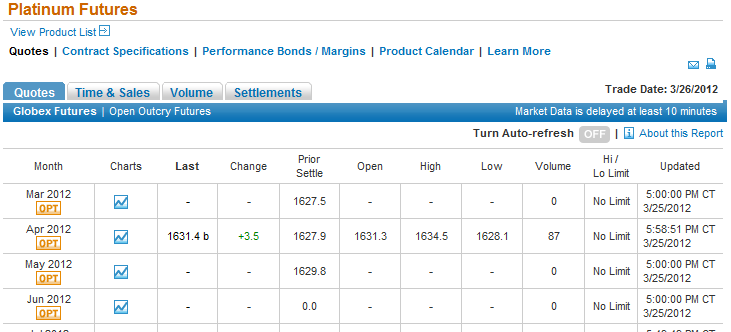 Platinum Futures
View Product List
Quotes | Contract Specifications | Performance Bonds / Margins | Product Calendar | Learn More
Quotes Time & Sales Volume Settlements Trade Date: 3/26/2012
Globex Futures | Open Outcry Futures Market Data is delayed at least 10 minutes
Turn Auto-refresh OFF | About this Report
Month Charts Last Change Prior Settle Open High Low Volume Hi / Lo Limit Updated
Mar 2012 OPT - - 1627.5 - - - 0 No Limit 5:00:00 PM CT 3/25/2012
Apr 2012 OPT 1631.4 b +3.5 1627.9 1631.3 1634.5 1628.1 87 No Limit 5:58:51 PM CT 3/25/2012
May 2012 OPT - - 1629.8 - - - 0 No Limit 5:00:00 PM CT 3/25/2012
Jun 2012 OPT - - 0.0 - - - 0 No Limit 5:00:00 PM CT 3/25/2012